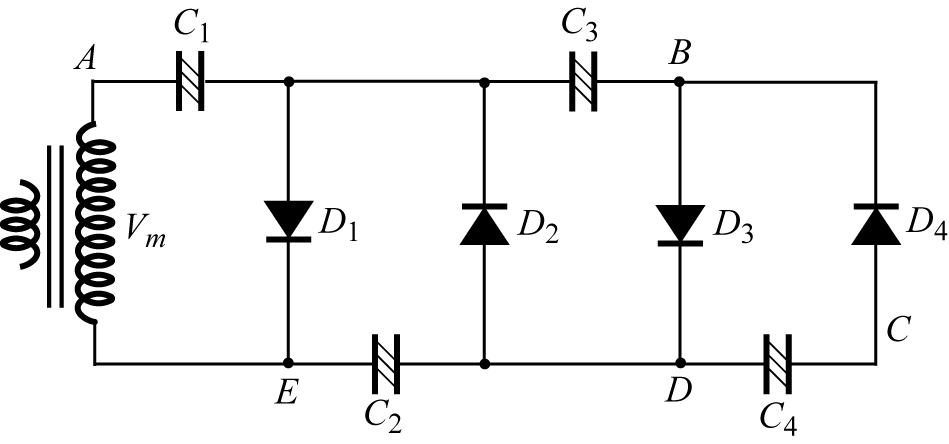 A
C₁
C₃
B
Vₘ
D₁
D₂
D₃
D₄
C
E
C₂
D
C₄